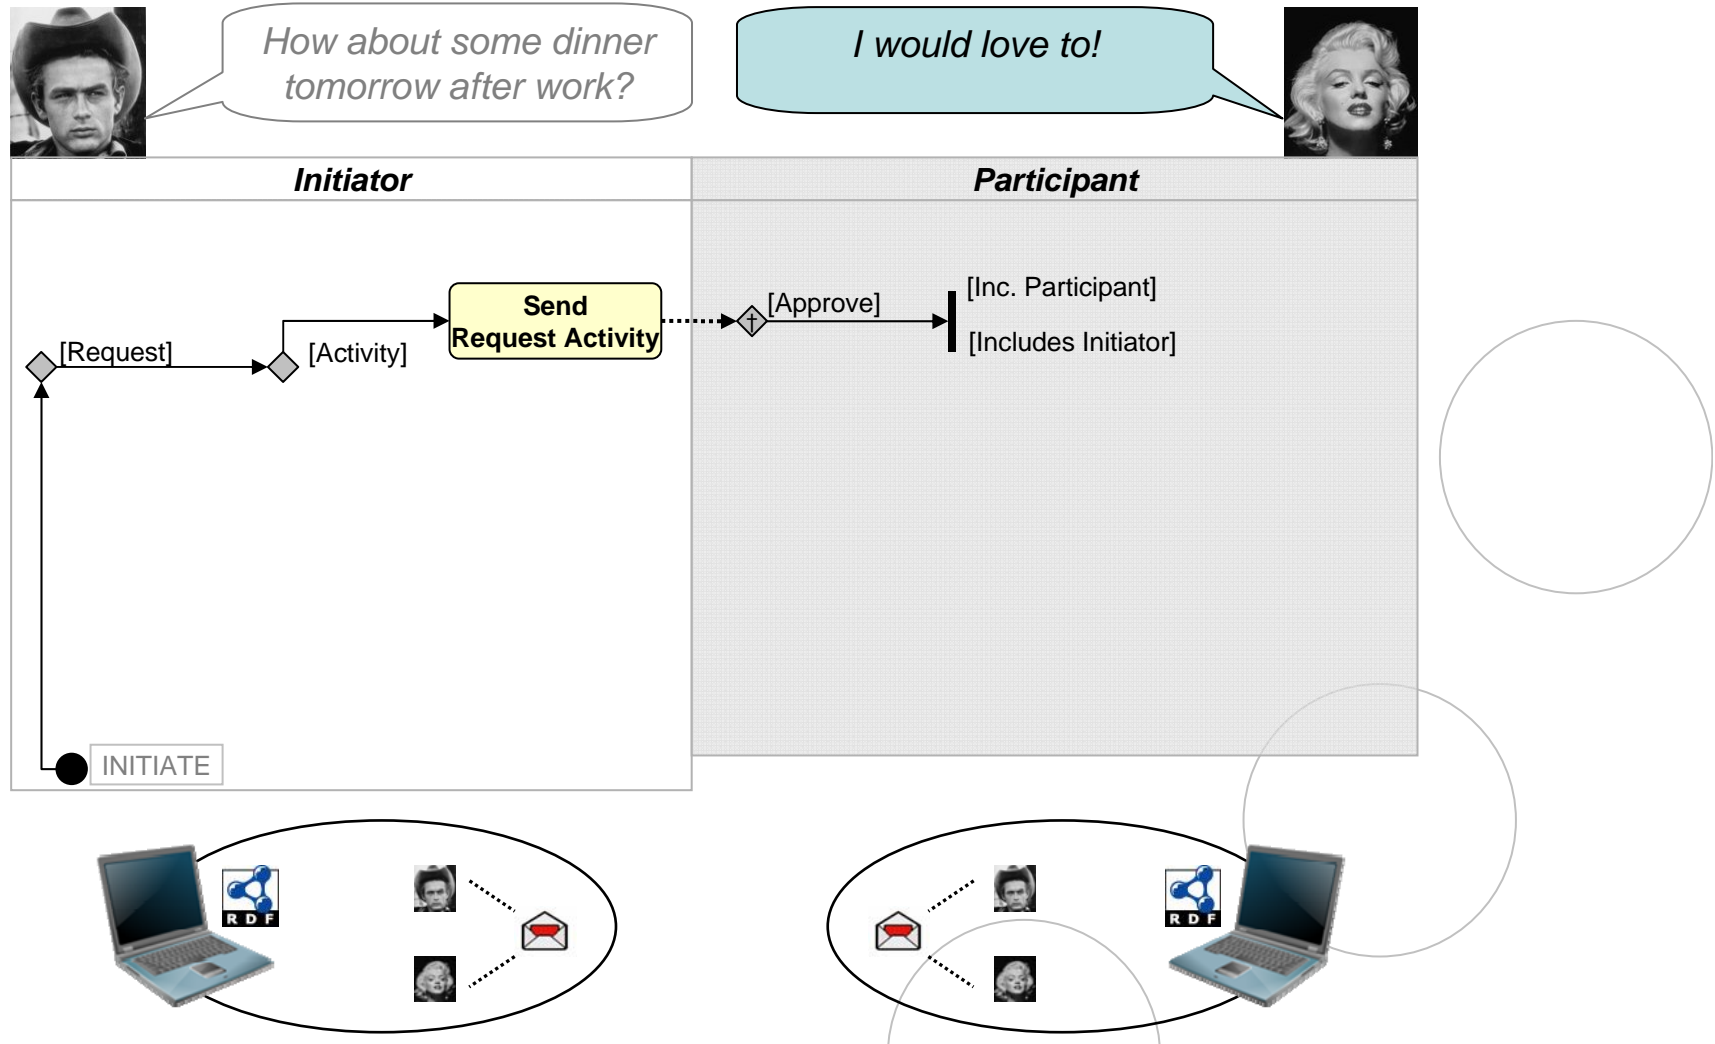 How about some dinner
tomorrow after work?
I would love to!
Initiator
Participant
[Request]
[Activity]
Send
Request Activity
†
[Approve]
[Inc. Participant]
[Includes Initiator]
INITIATE
RDF
RDF